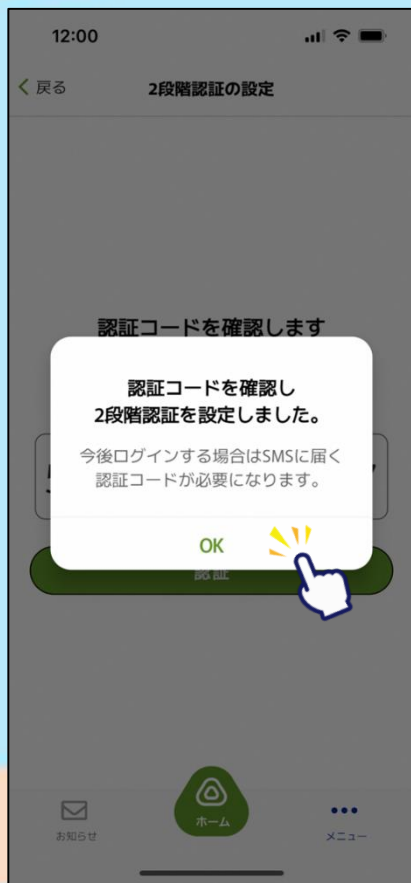 12:00
戻る
2段階認証の設定
認証コードを確認します
認証コードを確認し
2段階認証を設定しました。
今後ログインする場合はSMSに届く
認証コードが必要になります。
OK
認証
お知らせ
ホーム
メニュー